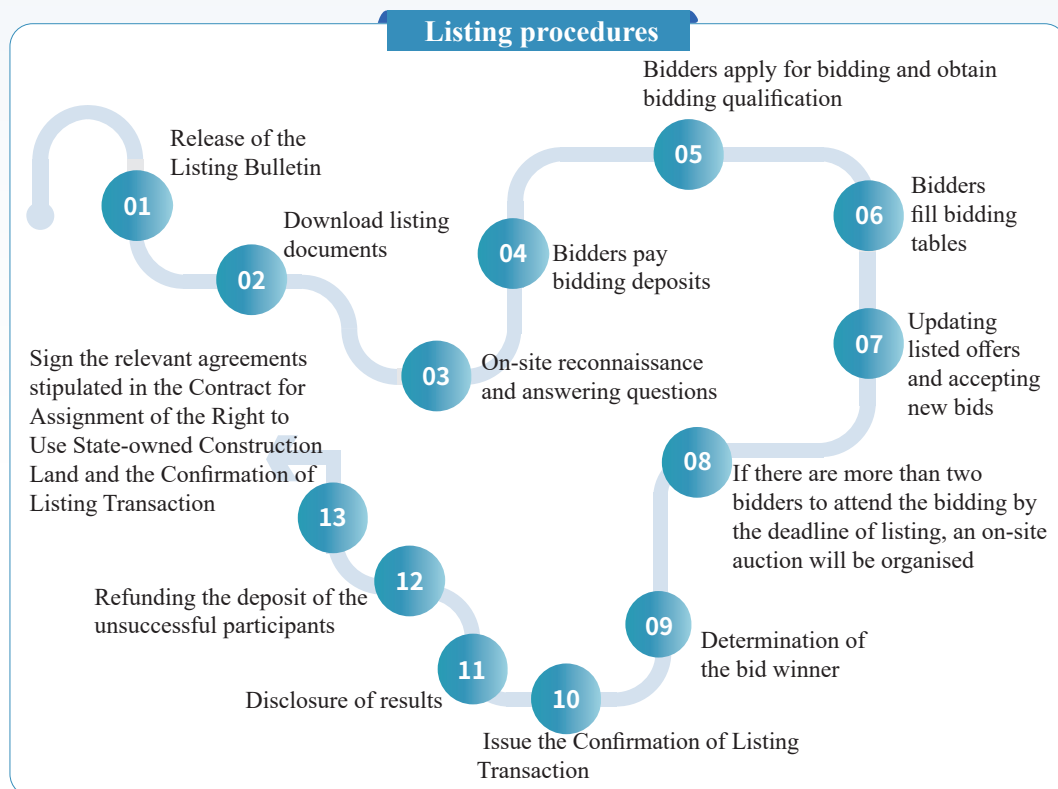 Listing procedures
01
Release of the
Listing Bulletin
02
Download listing
documents
03
On-site reconnaissance
and answering questions
04
Bidders pay
bidding deposits
05
Bidders apply for bidding and obtain
bidding qualification
06
Bidders
fill bidding
tables
07
Updating
listed offers
and accepting
new bids
08
If there are more than two
bidders to attend the bidding by
the deadline of listing, an on-site
auction will be organised
09
Determination of
the bid winner
10
Issue the Confirmation of Listing
Transaction
11
Disclosure of results
12
Refunding the deposit of the
unsuccessful participants
13
Sign the relevant agreements
stipulated in the Contract for
Assignment of the Right to
Use State-owned Construction
Land and the Confirmation of
Listing Transaction